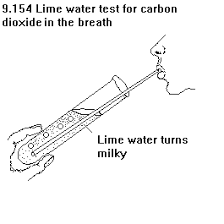 9.154 Lime water test for carbon
dioxide in the breath
Lime water turns
milky